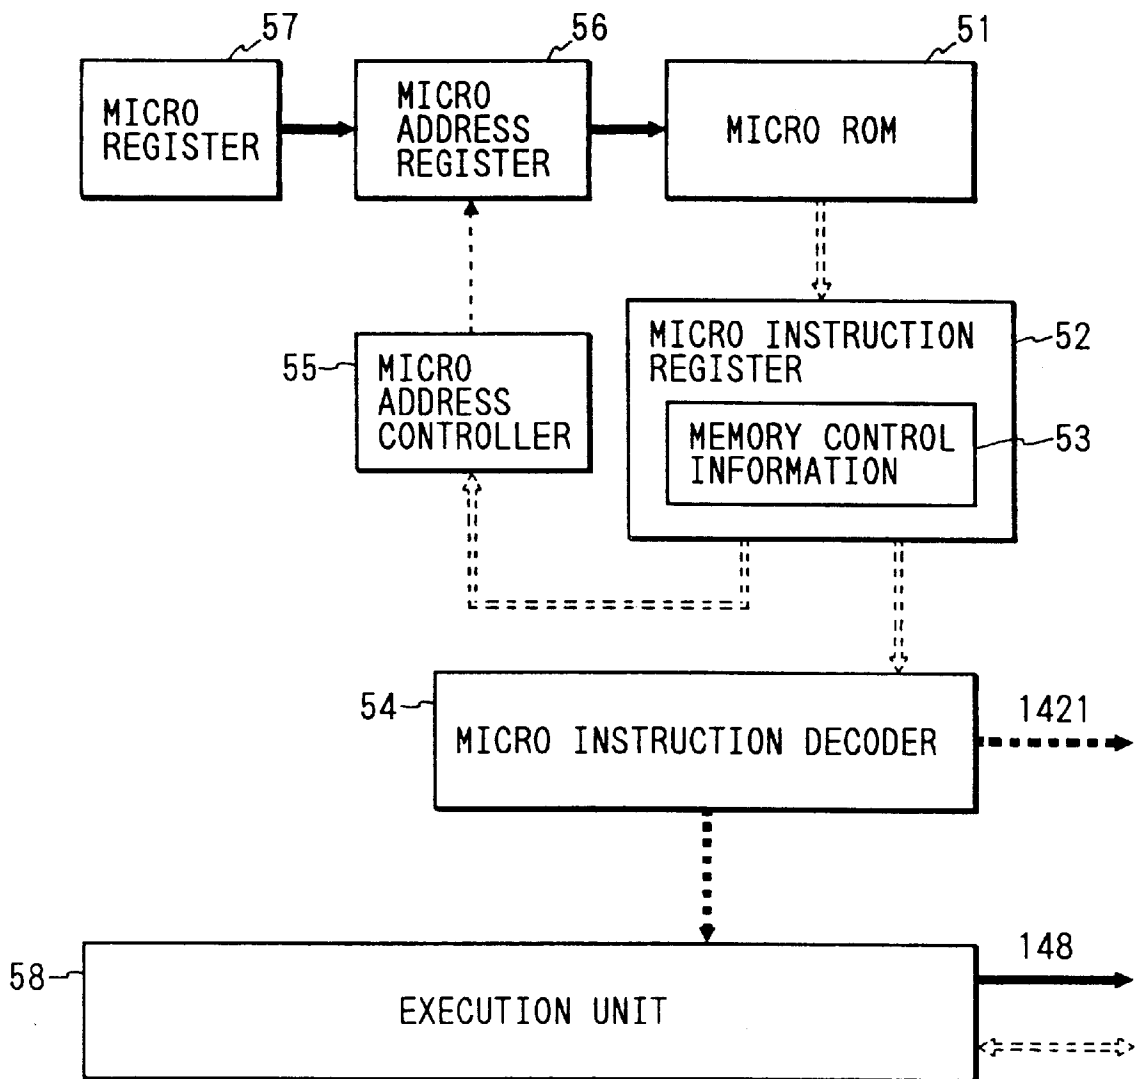 57
56
51
MICRO
REGISTER
MICRO
ADDRESS
REGISTER
MICRO ROM
MICRO INSTRUCTION
REGISTER
52
55
MICRO
ADDRESS
CONTROLLER
MEMORY CONTROL
INFORMATION
53
54
MICRO INSTRUCTION DECODER
1421
58
EXECUTION UNIT
148